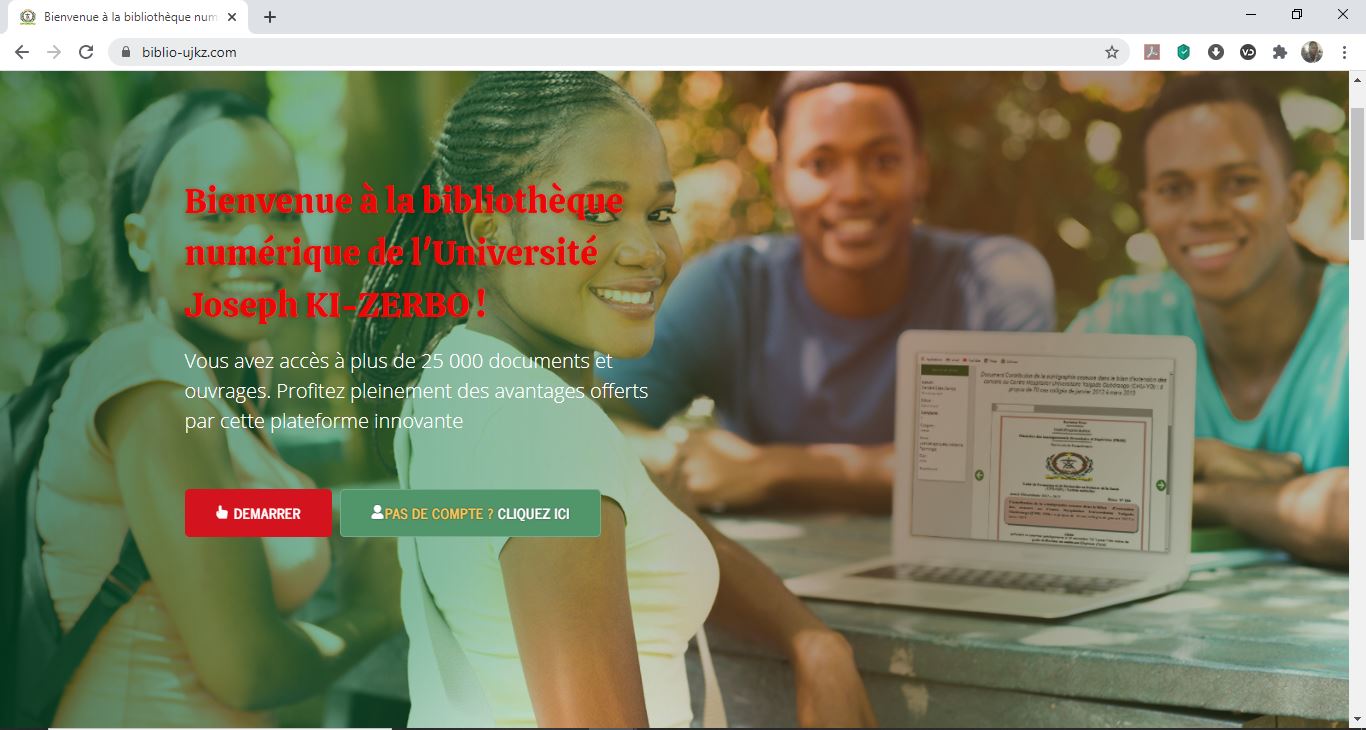 Bienvenue à la bibliothèque num
biblio-ujkz.com
Bienvenue à la bibliothèque
numérique de l'Université
Joseph KI-ZERBO !
Vous avez accès à plus de 25 000 documents et
ouvrages. Profitez pleinement des avantages offerts
par cette plateforme innovante
DEMARRER
PAS DE COMPTE ? CLIQUEZ ICI